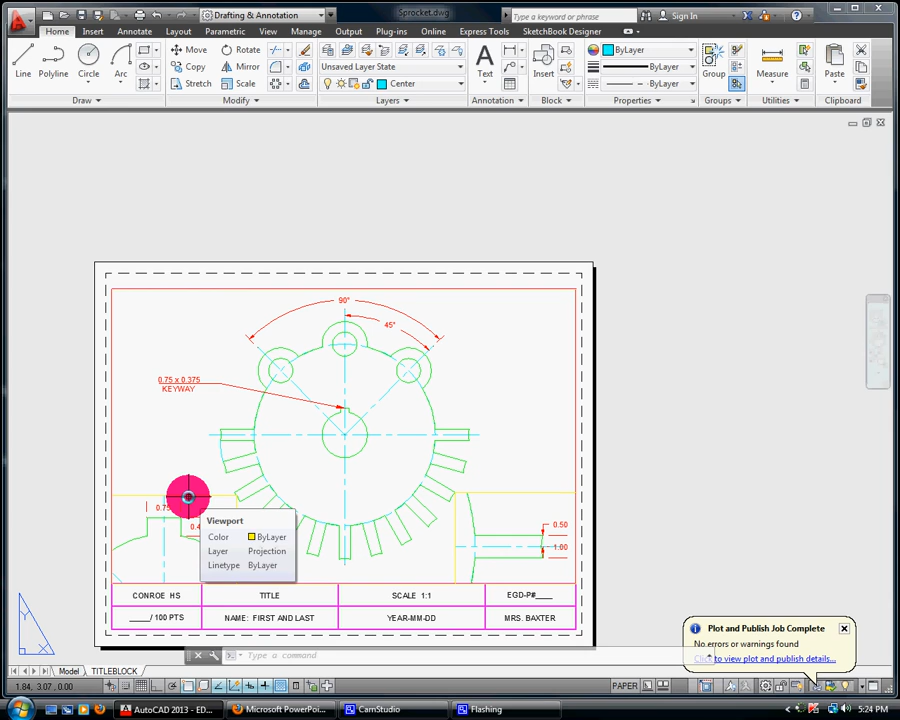 Drafting & Annotation
Sprocket.dwg
Type a keyword or phrase
Sign In
Home Insert Annotate Layout Parametric View Manage Output Plug-ins Online Express Tools SketchBook Designer
Line
Polyline
Circle
Arc
Move
Rotate
Copy
Mirror
Stretch
Scale
Unsaved Layer State
Center
Text
Insert
ByLayer
ByLayer
ByLayer
Group
Measure
Paste
Draw
Modify
Layers
Annotation
Block
Properties
Groups
Utilities
Clipboard
90°
45°
0.75 x 0.375
KEYWAY
0.75
0.4
0.50
1.00
Viewport
Color ByLayer
Layer Projection
Linetype ByLayer
CONROE HS TITLE SCALE 1:1 EGD-P#____
____/ 100 PTS NAME: FIRST AND LAST YEAR-MM-DD MRS. BAXTER
Plot and Publish Job Complete
No errors or warnings found
Click to view plot and publish details...
Type a command
Model TITLEBLOCK
1.84, 3.07, 0.00
PAPER
AutoCAD 2013 - ED...
Microsoft PowerPoi...
CamStudio
Flashing
5:24 PM